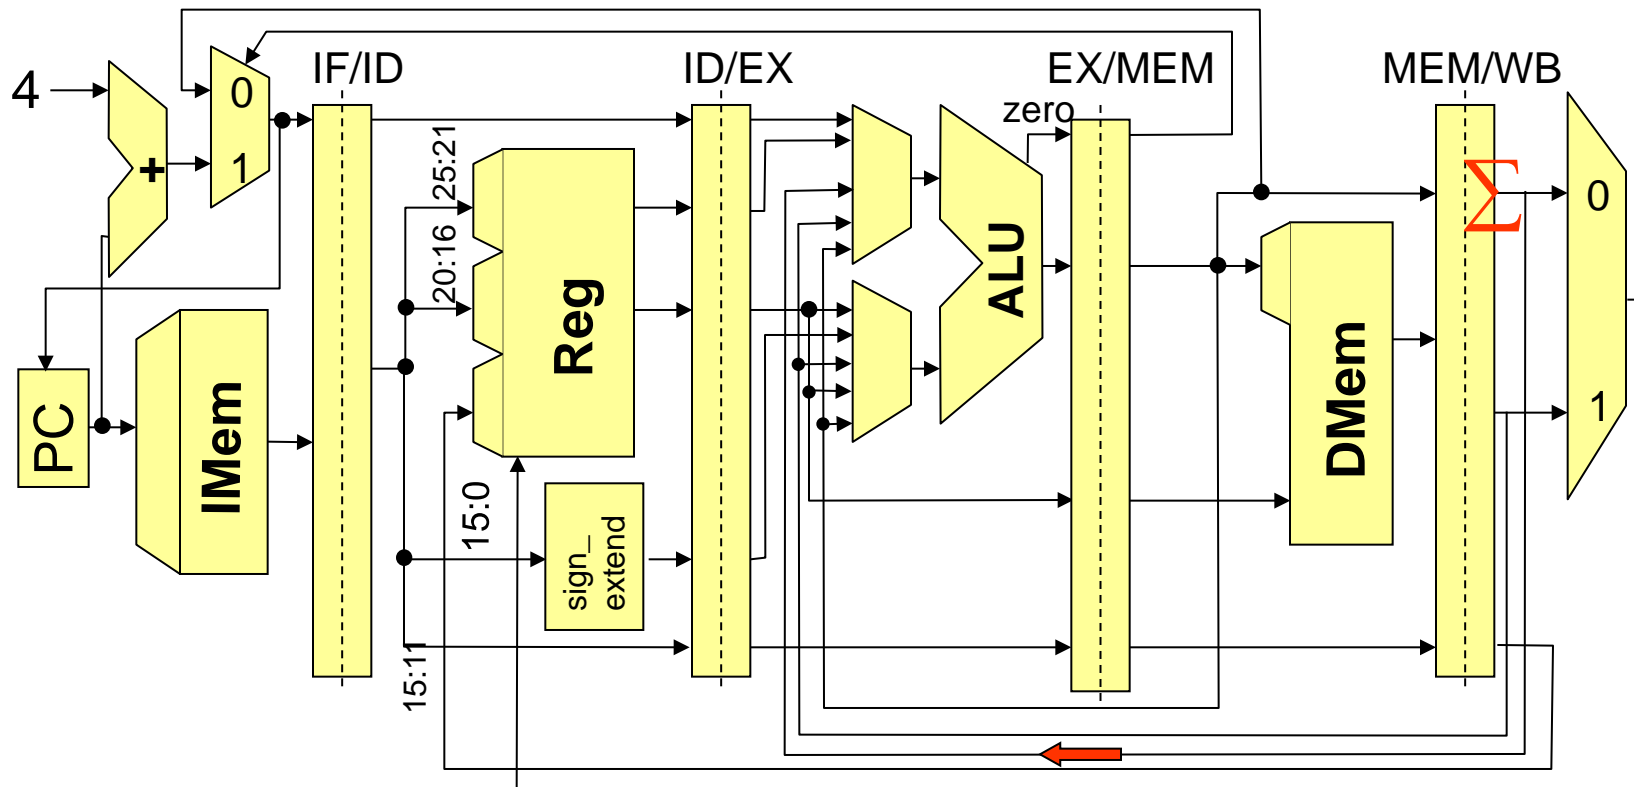 IF/ID
ID/EX
EX/MEM
MEM/WB
4
0
1
+
zero
25:21
20:16
15:0
15:11
PC
IMem
Reg
sign_
extend
ALU
DMem
Σ
0
1